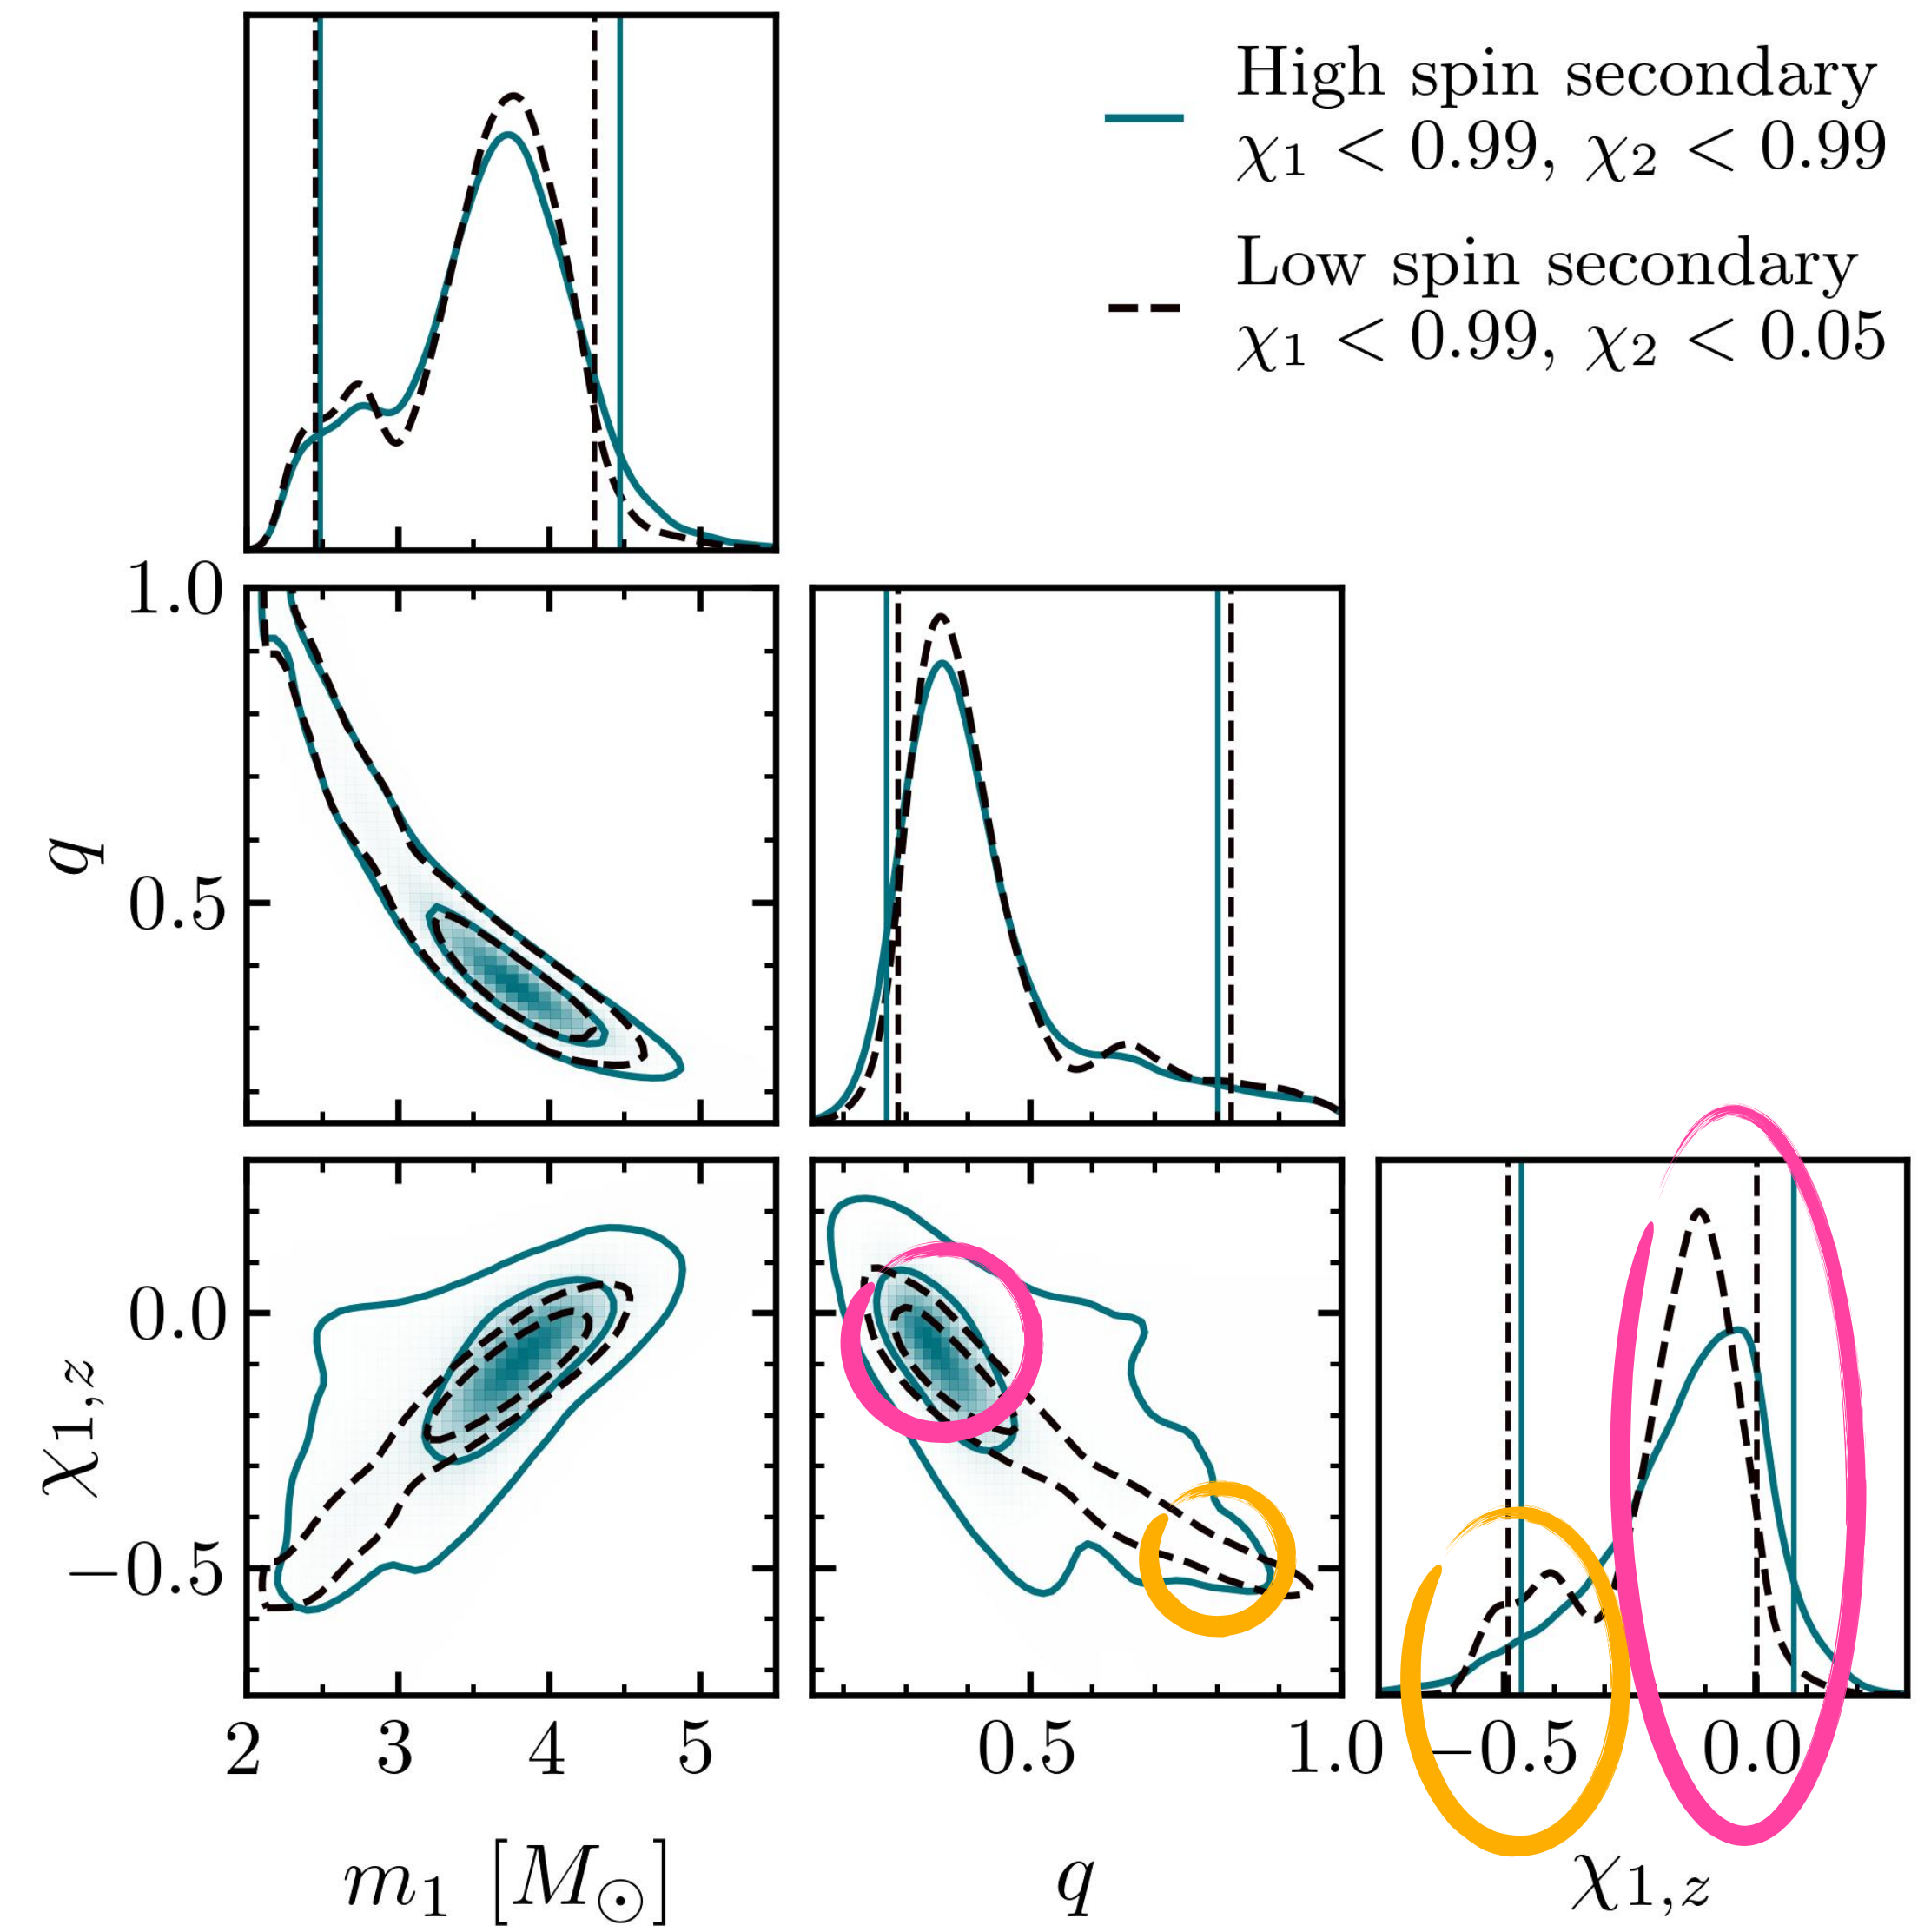 High spin secondary
χ₁ < 0.99, χ₂ < 0.99
Low spin secondary
χ₁ < 0.99, χ₂ < 0.05
1.0
q
0.5
0.0
χ₁,z
−0.5
2 3 4 5
0.5 1.0
−0.5 0.0
m₁ [M☉]
q
χ₁,z